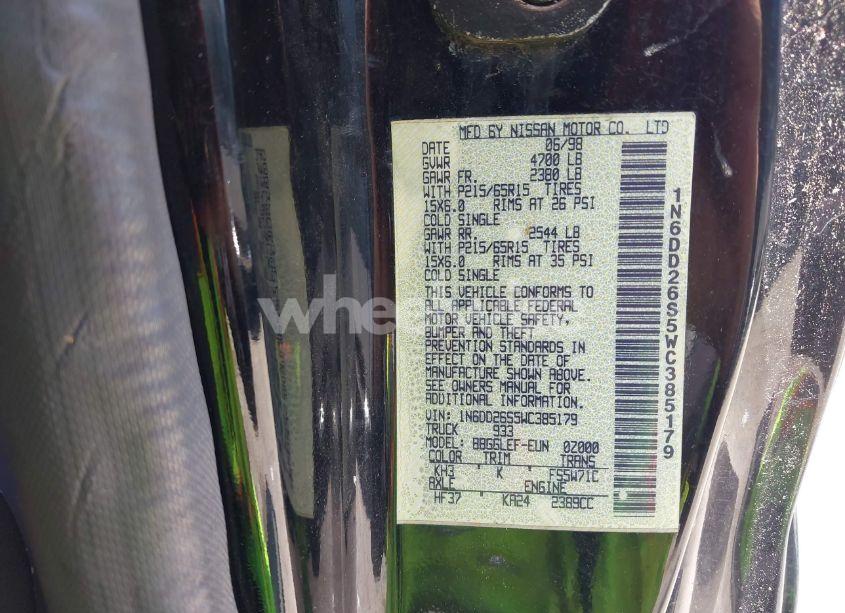 MFD BY NISSAN MOTOR CO. LTD
DATE 06/98
GVWR 4700 LB
GAWR FR. 2380 LB
WITH P215/65R15 TIRES
15X6.0 RIMS AT 26 PSI
COLD SINGLE
GAWR RR. 2544 LB
WITH P215/65R15 TIRES
15X6.0 RIMS AT 35 PSI
COLD SINGLE
THIS VEHICLE CONFORMS TO
ALL APPLICABLE FEDERAL
MOTOR VEHICLE SAFETY,
BUMPER AND THEFT
PREVENTION STANDARDS IN
EFFECT ON THE DATE OF
MANUFACTURE SHOWN ABOVE.
SEE OWNERS MANUAL FOR
ADDITIONAL INFORMATION.
VIN: 1N6DD26S5WC385179
TRUCK 933
MODEL: BBGGLEF-EUN 0Z000
COLOR TRIM TRANS
KH3 K FS5W71C
AXLE ENGINE
HF37 KA24 2389CC
1N6DD26S5WC385179